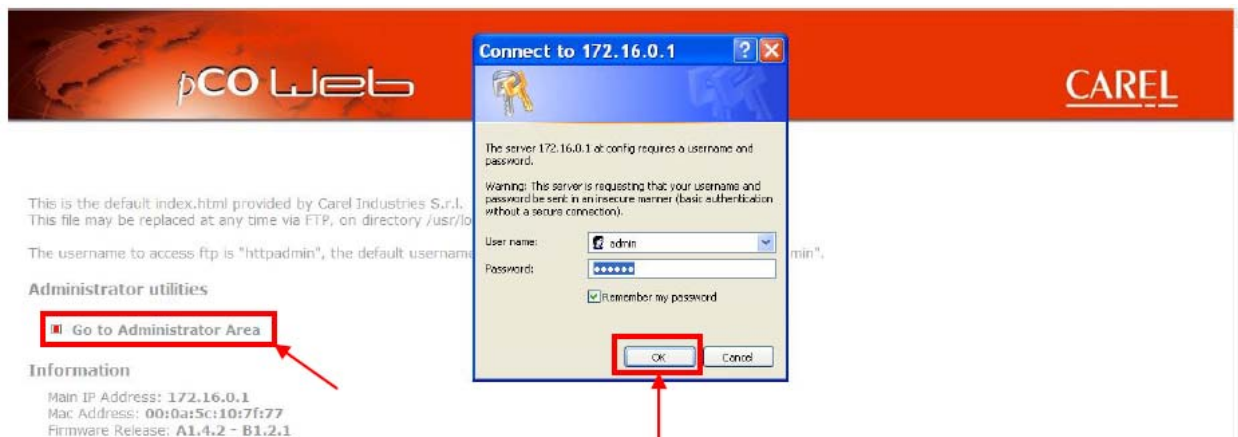 pCO Web
CAREL
Connect to 172.16.0.1
The server 172.16.0.1 at config requires a username and
password.
Warning: This server is requesting that your username and
password be sent in an insecure manner (basic authentication
without a secure connection).
User name:
admin
Password:
Remember my password
OK
Cancel
This is the default index.html provided by Carel Industries S.r.l.
This file may be replaced at any time via FTP, on directory /usr/lo
The username to access ftp is "httpadmin", the default username
min".
Administrator utilities
Go to Administrator Area
Information
Main IP Address: 172.16.0.1
Mac Address: 00:0a:5c:10:7f:77
Firmware Release: A1.4.2 - B1.2.1